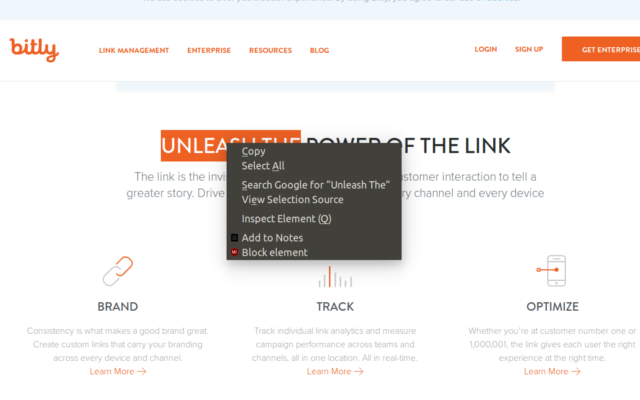 bitly
LINK MANAGEMENT
ENTERPRISE
RESOURCES
BLOG
LOGIN
SIGN UP
GET ENTERPRISE
UNLEASH THE POWER OF THE LINK
The link is the customer interaction to tell a
greater story. Drive channel and every device
Copy
Select All
Search Google for “Unleash The”
View Selection Source
Inspect Element (Q)
Add to Notes
Block element
BRAND
Consistency is what makes a good brand great.
Create custom links that carry your branding
across every device and channel.
Learn More →
TRACK
Track individual link analytics and measure
campaign performance across teams and
channels, all in one location. All in real-time.
Learn More →
OPTIMIZE
Whether you're at customer number one or
1,000,001, the link gives each user the right
experience at the right time.
Learn More →